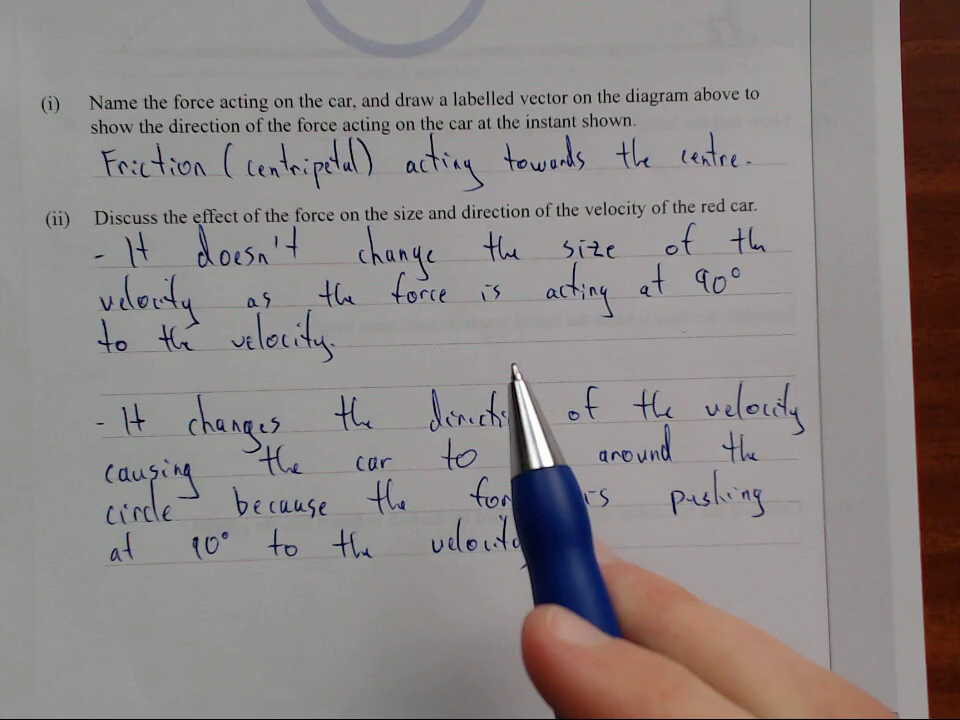 (i) Name the force acting on the car, and draw a labelled vector on the diagram above to
show the direction of the force acting on the car at the instant shown.
Friction (centripetal) acting towards the centre.
(ii) Discuss the effect of the force on the size and direction of the velocity of the red car.
- It doesn't change the size of the
velocity as the force is acting at 90°
to the velocity.
- It changes the of the velocity
causing the car to around the
circle because the is pushing
at 90° to the